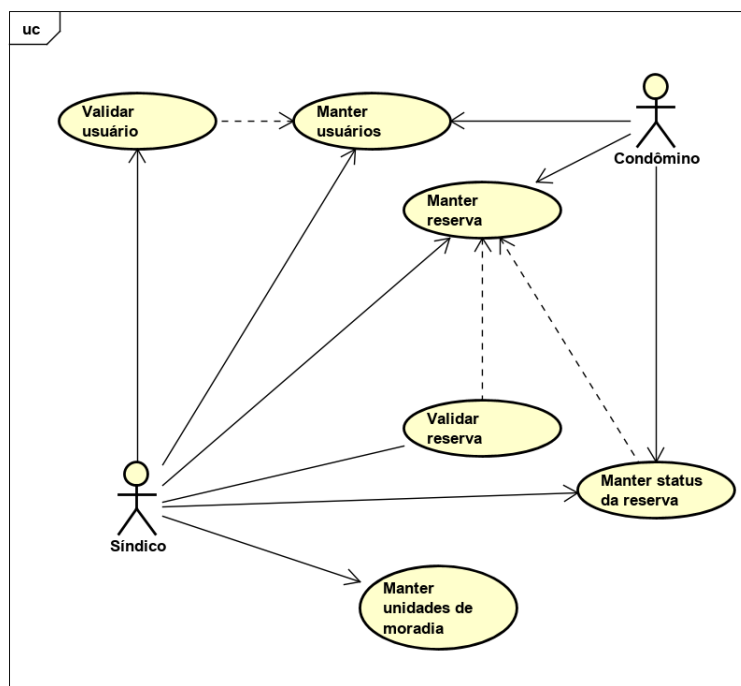 uc
Validar
usuário
Manter
usuários
Condômino
Manter
reserva
Validar
reserva
Manter status
da reserva
Síndico
Manter
unidades de
moradia